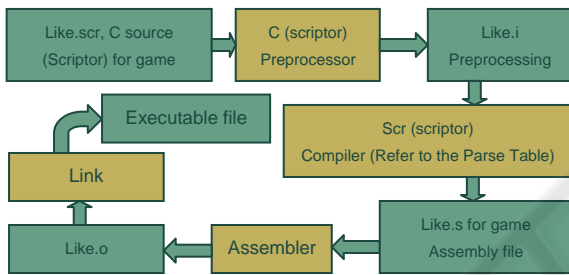 Like.scr, C source
(Scriptor) for game
C (scriptor)
Preprocessor
Like.i
Preprocessing
Scr (scriptor)
Compiler (Refer to the Parse Table)
Like.s for game
Assembly file
Assembler
Like.o
Link
Executable file